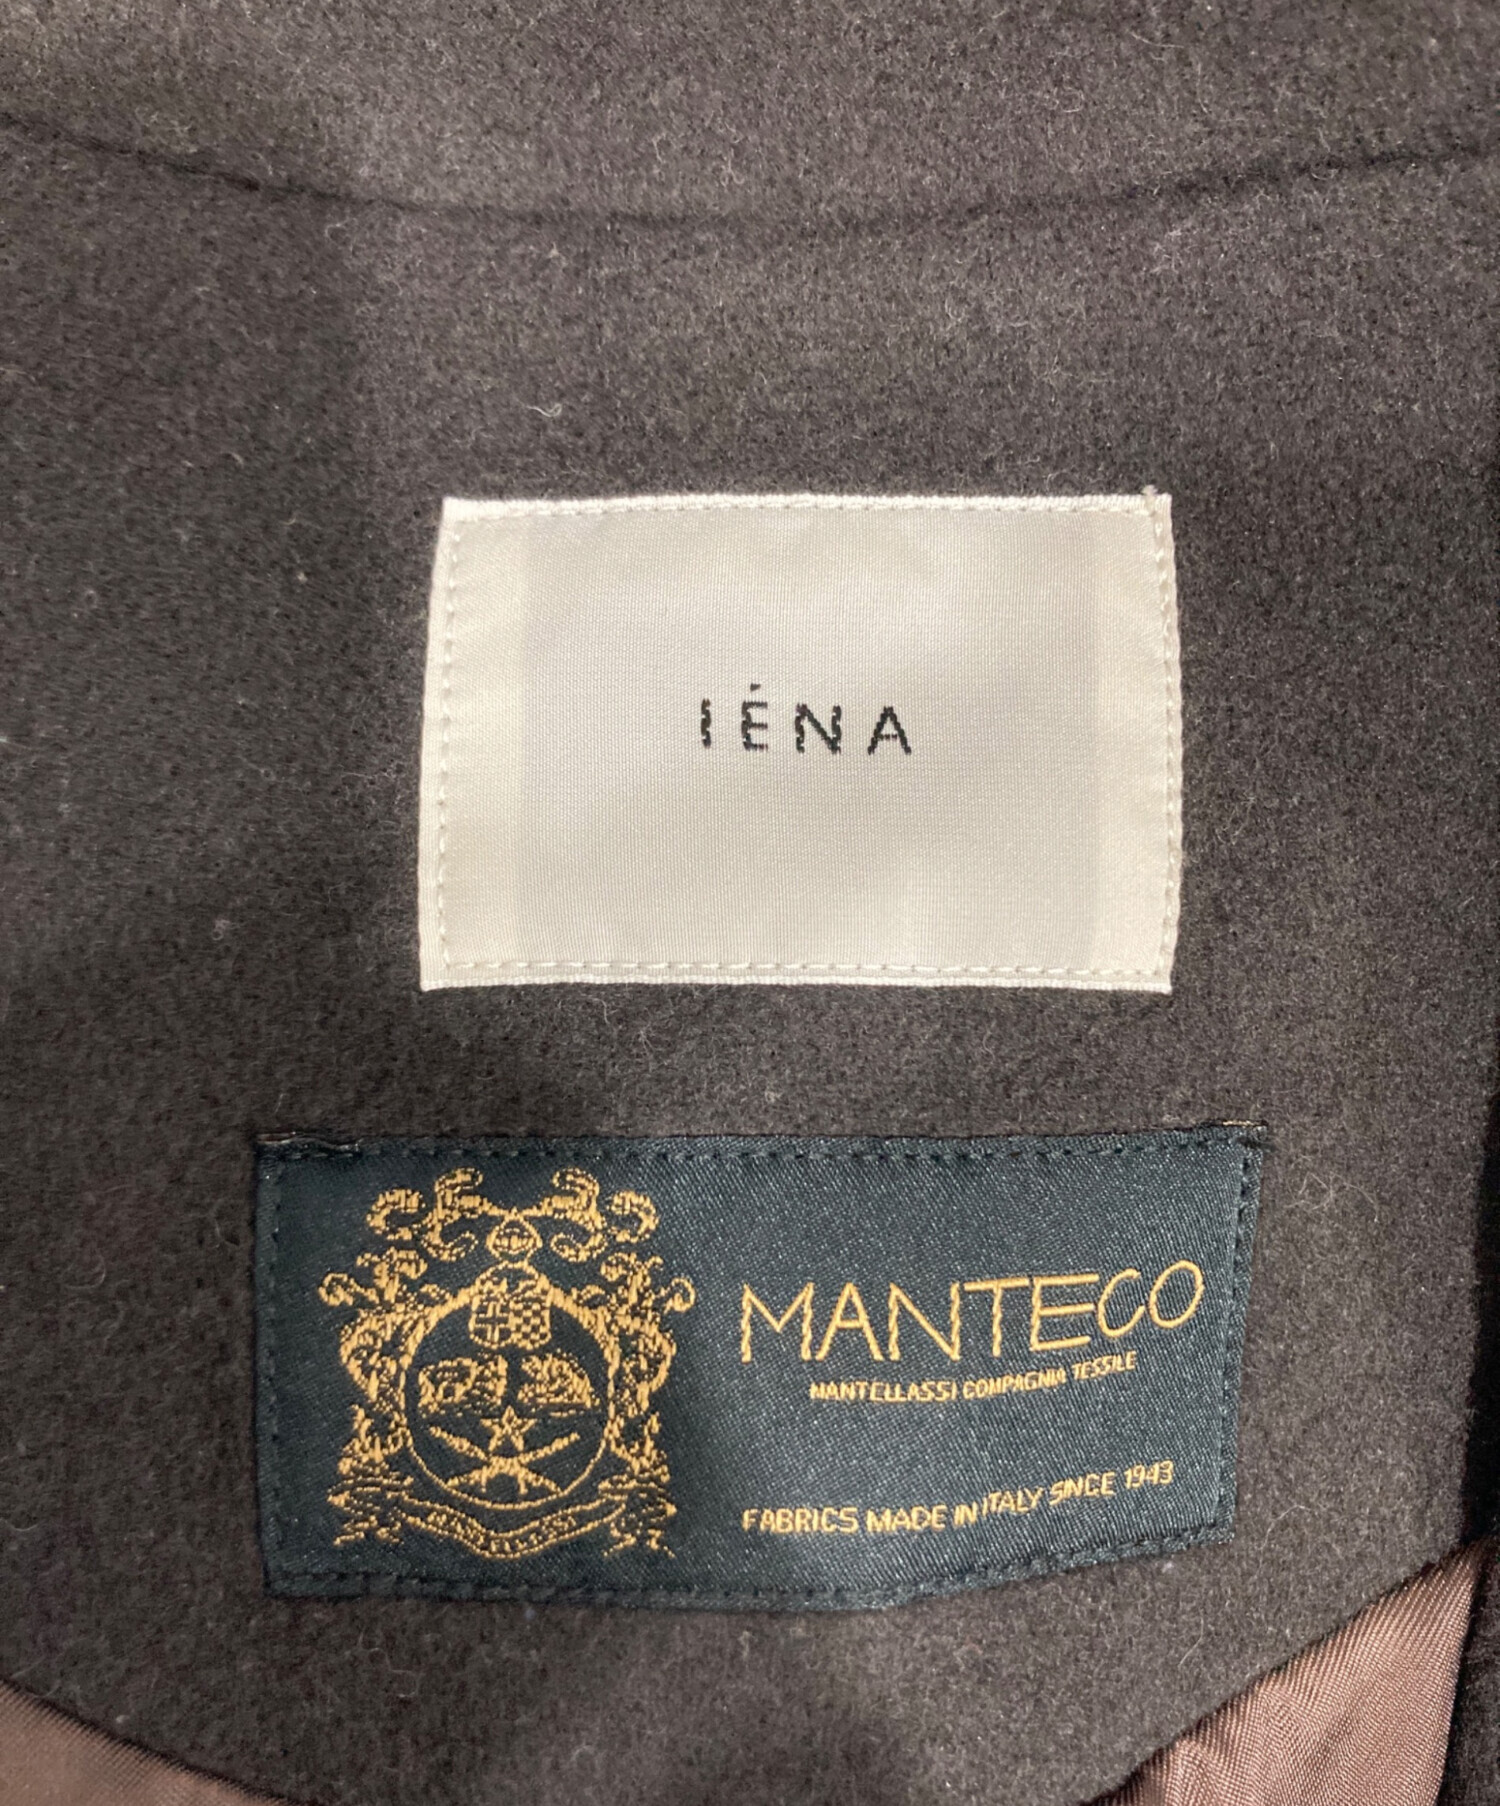 IÉNA
MANTECO
MANTELLASSI COMPAGNIA TESSILE
FABRICS MADE IN ITALY SINCE 1943